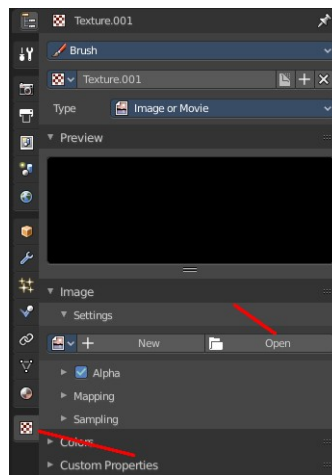 Texture.001
Brush
Texture.001
Type Image or Movie
Preview
Image
Settings
New Open
Alpha
Mapping
Sampling
Colors
Custom Properties